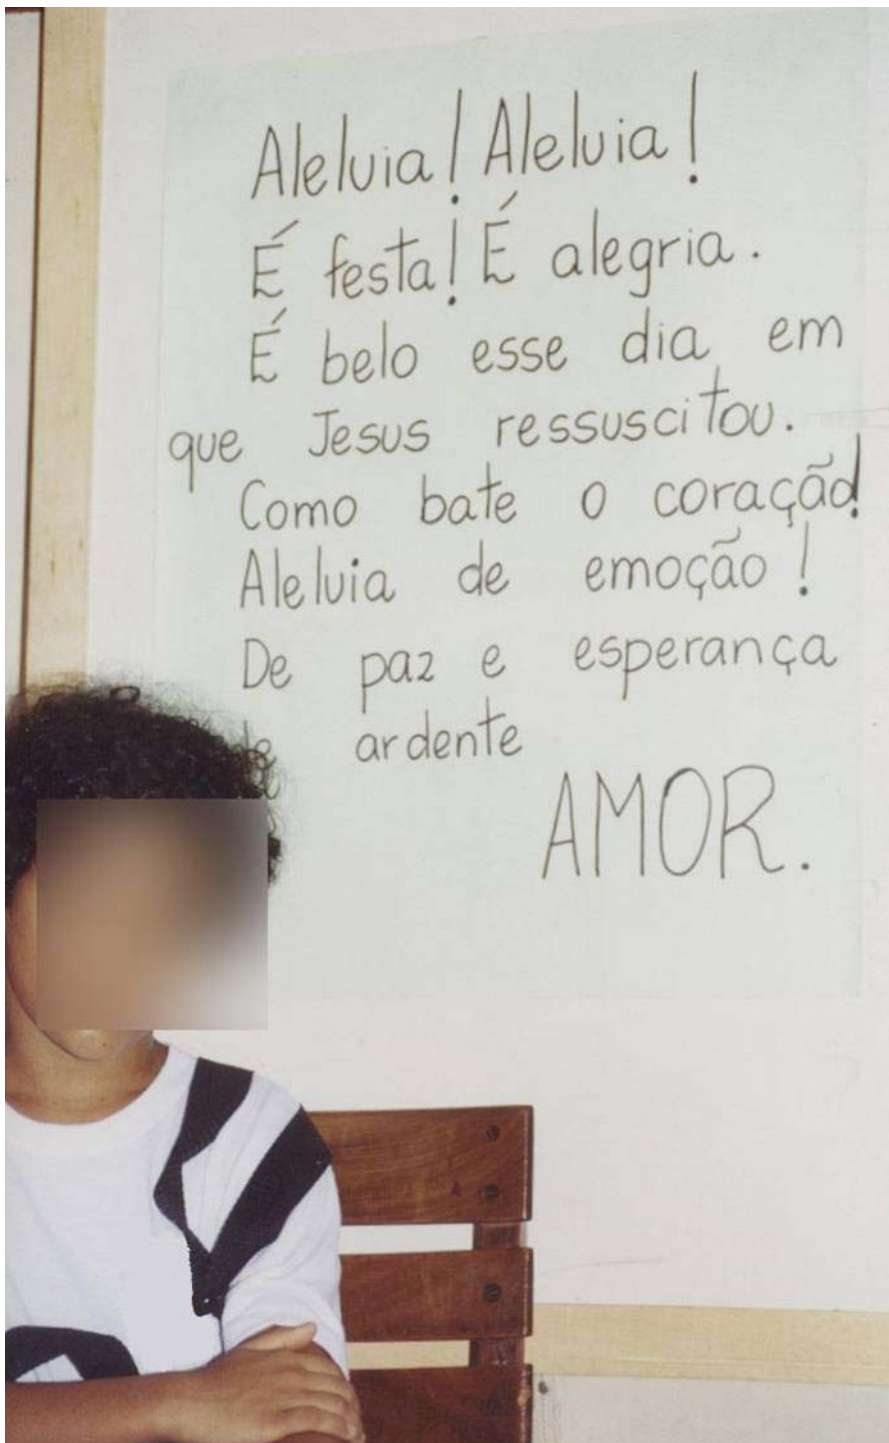 Aleluia! Aleluia!
É festa! É alegria.
É belo esse dia em
que Jesus ressuscitou.
Como bate o coração!
Aleluia de emoção!
De paz e esperança
ardente
AMOR.